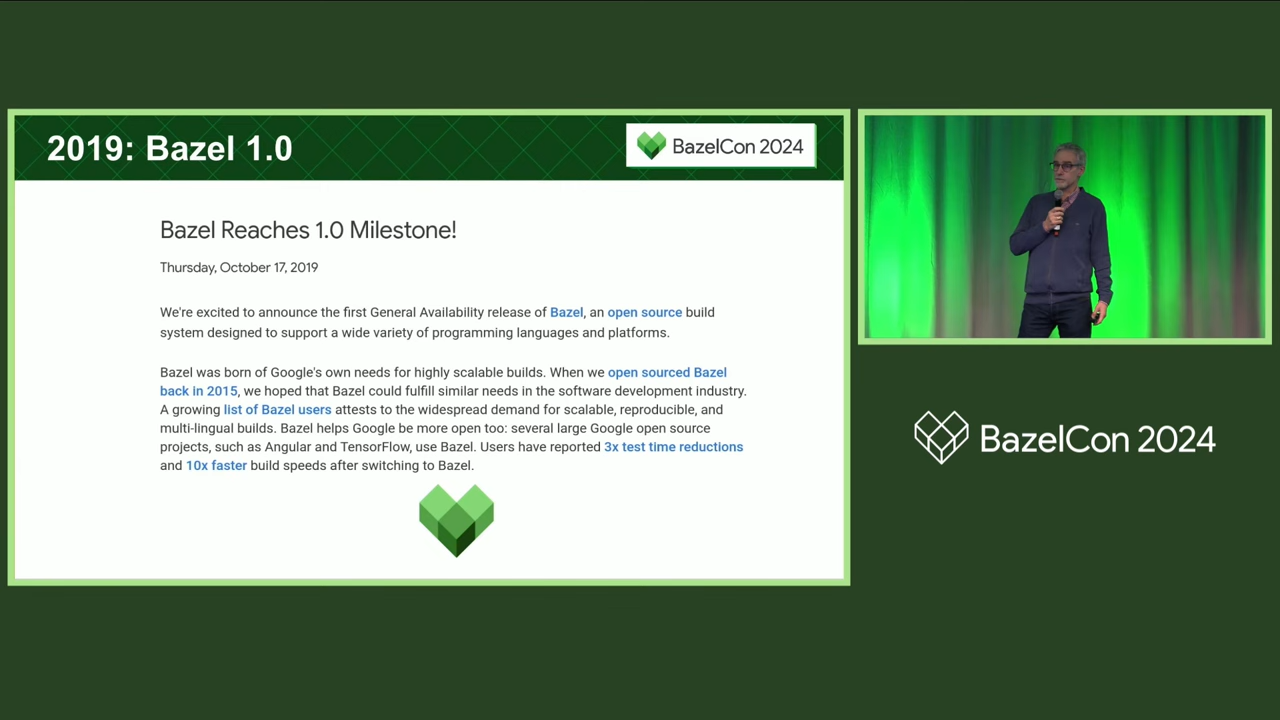 2019: Bazel 1.0
BazelCon 2024
Bazel Reaches 1.0 Milestone!
Thursday, October 17, 2019
We're excited to announce the first General Availability release of Bazel, an open source build
system designed to support a wide variety of programming languages and platforms.
Bazel was born of Google's own needs for highly scalable builds. When we open sourced Bazel
back in 2015, we hoped that Bazel could fulfill similar needs in the software development industry.
A growing list of Bazel users attests to the widespread demand for scalable, reproducible, and
multi-lingual builds. Bazel helps Google be more open too: several large Google open source
projects, such as Angular and TensorFlow, use Bazel. Users have reported 3x test time reductions
and 10x faster build speeds after switching to Bazel.
BazelCon 2024